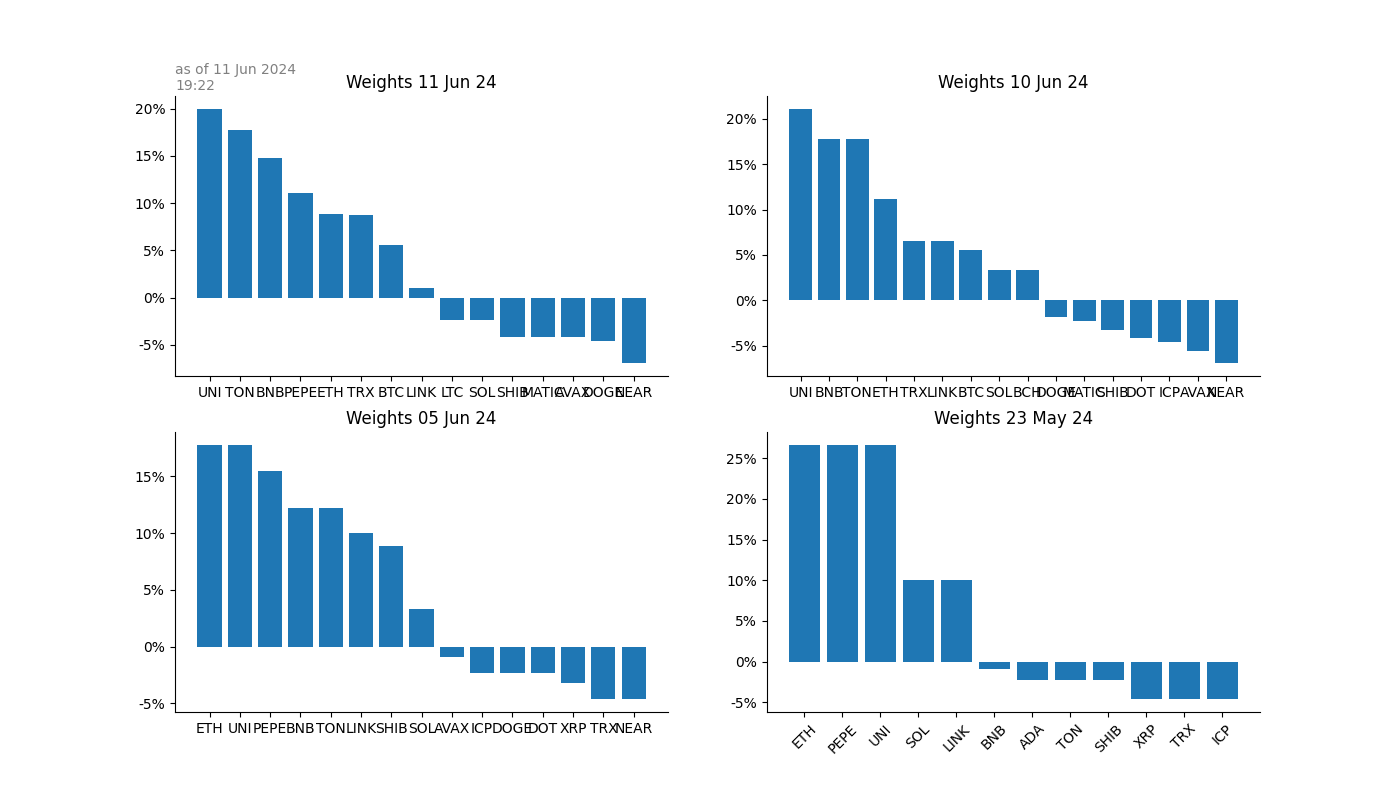 as of 11 Jun 2024
19:22
Weights 11 Jun 24
20%
15%
10%
5%
0%
-5%
UNI TON BNB PEPE ETH TRX BTC LINK LTC SOL SHIB MATIC AVAX DOGE NEAR
Weights 10 Jun 24
20%
15%
10%
5%
0%
-5%
UNI BNB TON ETH TRX LINK BTC SOL BCH DOGE MATIC SHIB DOT ICP AVAX NEAR
Weights 05 Jun 24
15%
10%
5%
0%
-5%
ETH UNI PEPE BNB TON LINK SHIB SOL AVAX ICP DOGE DOT XRP TRX NEAR
Weights 23 May 24
25%
20%
15%
10%
5%
0%
-5%
ETH PEPE UNI SOL LINK BNB ADA TON SHIB XRP TRX ICP